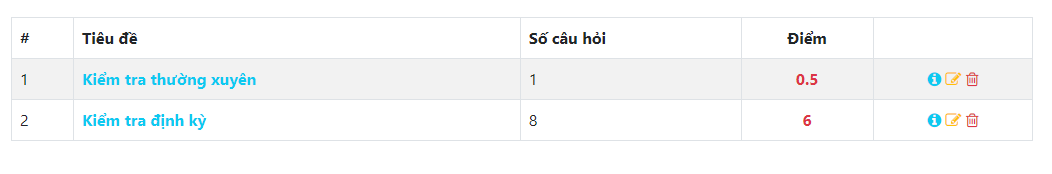 # Tiêu đề Số câu hỏi Điểm
1 Kiểm tra thường xuyên 1 0.5
2 Kiểm tra định kỳ 8 6